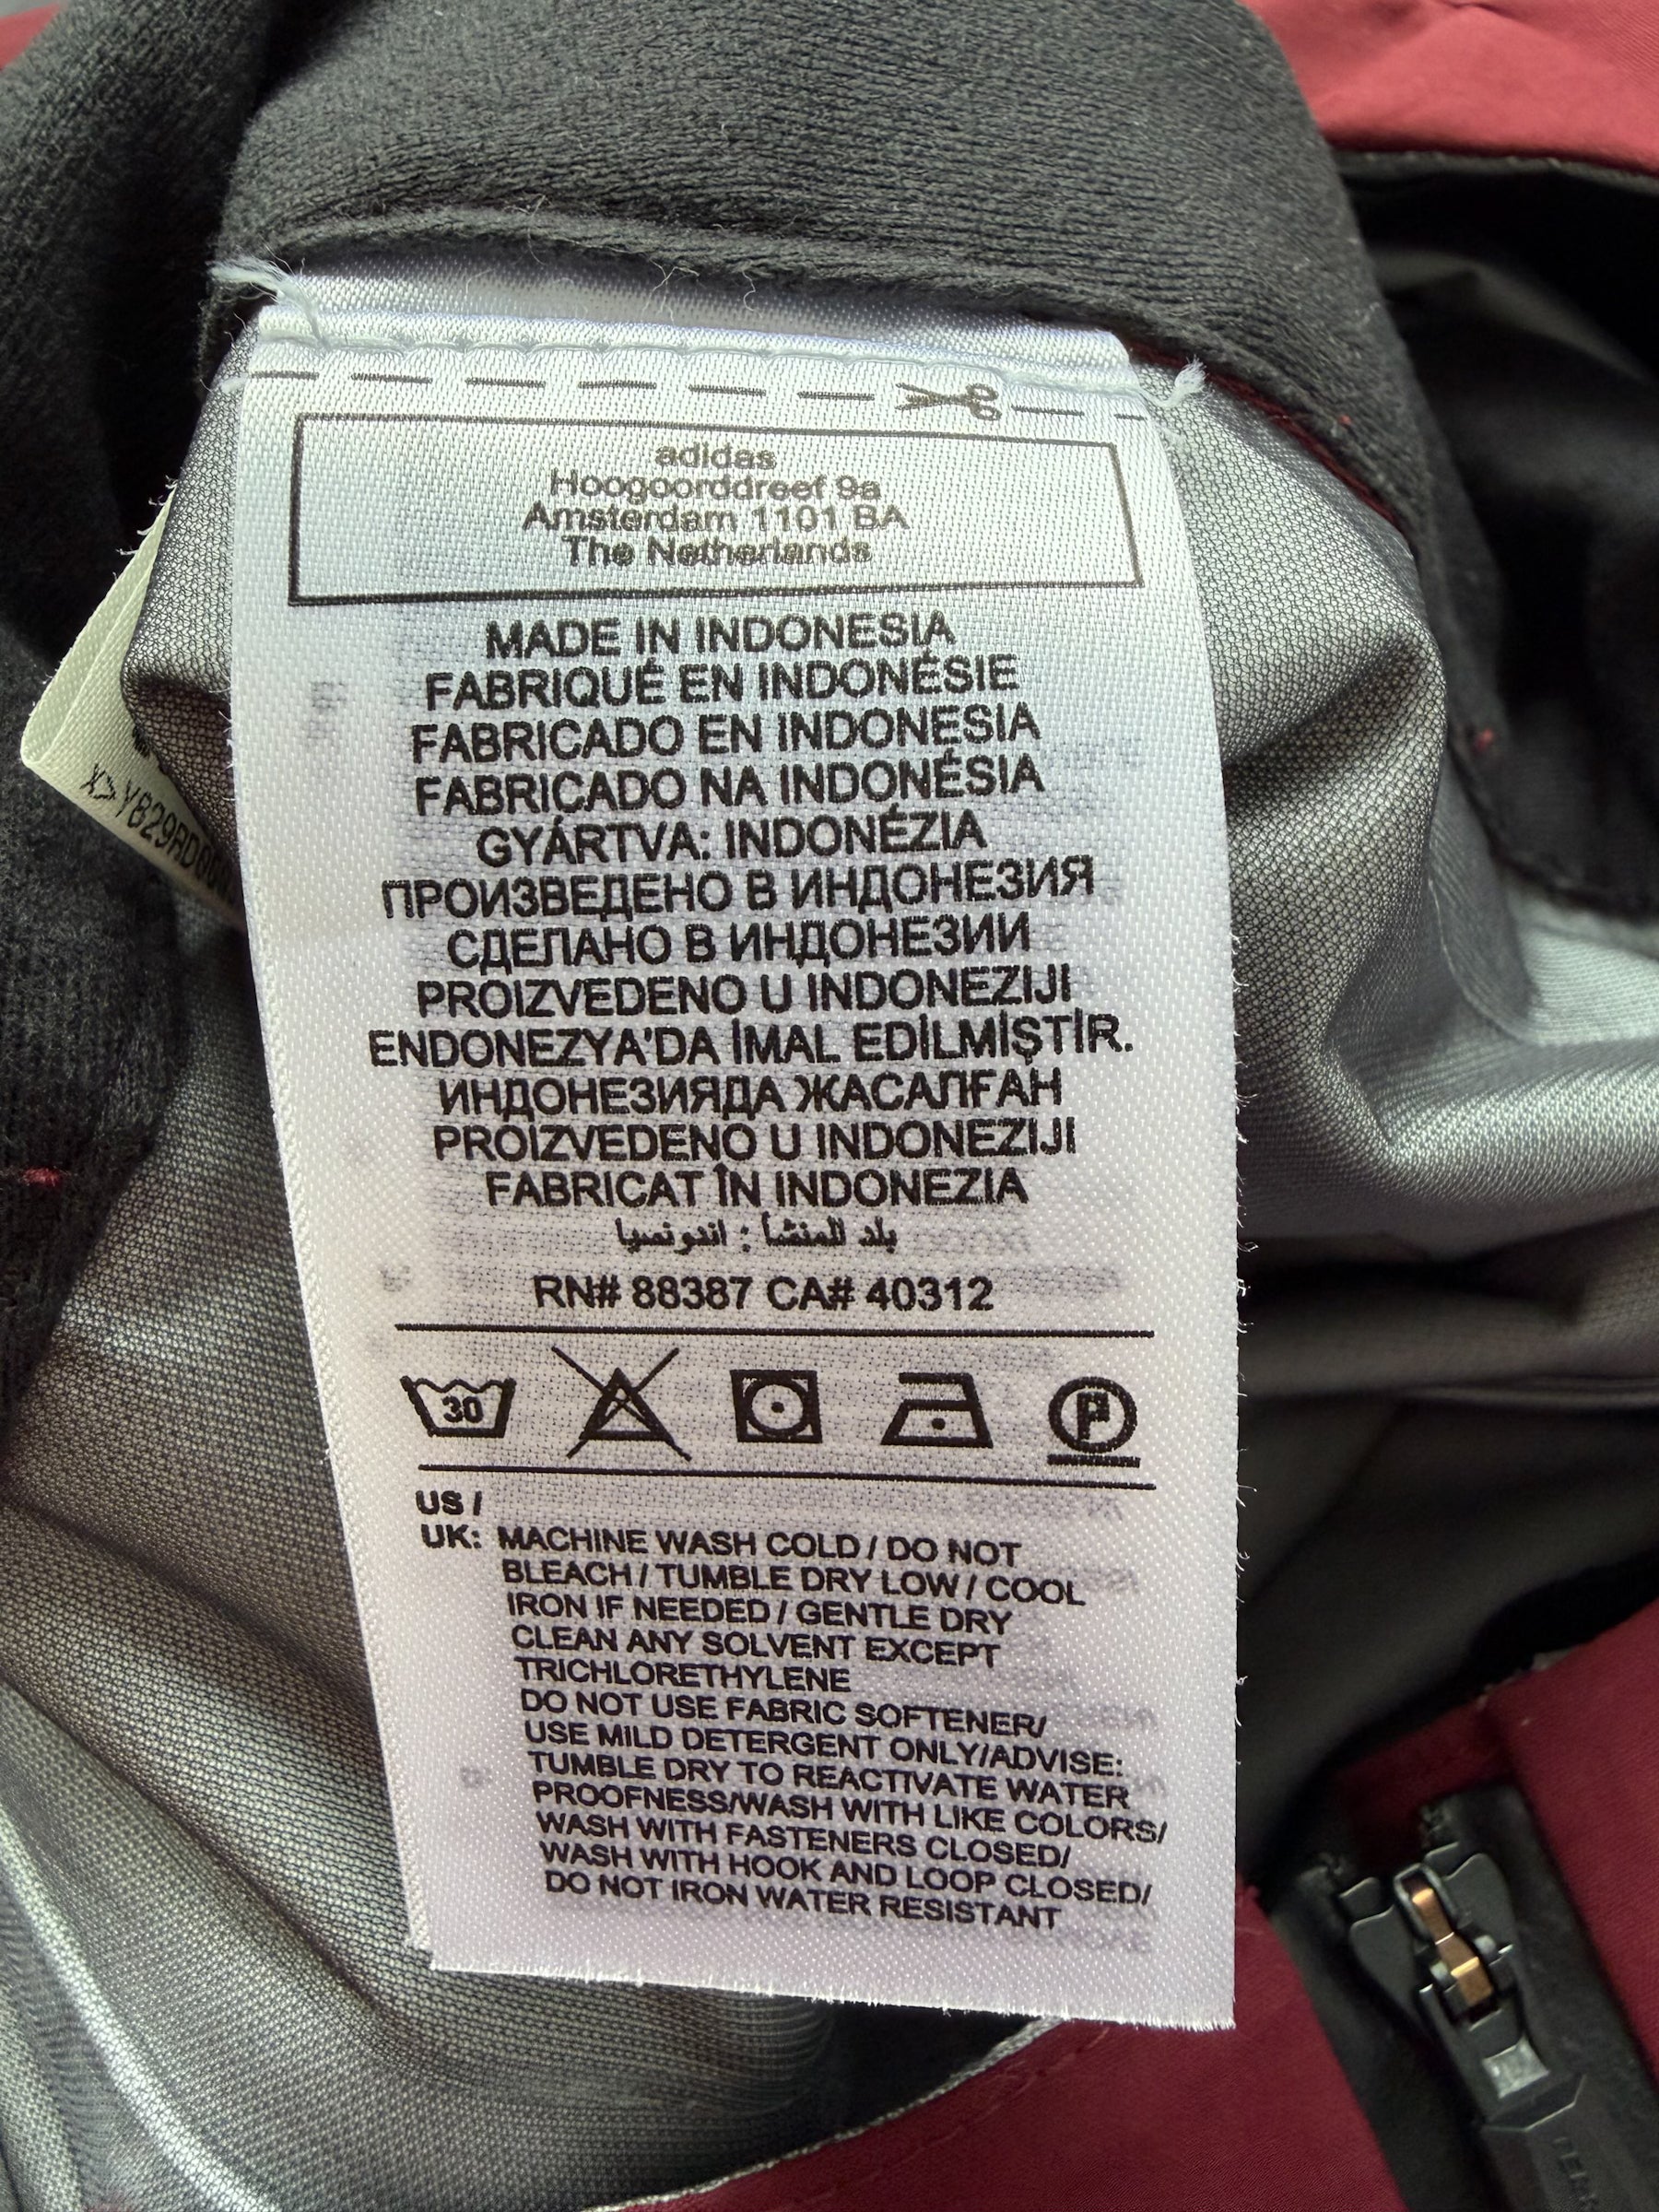 adidas
Hoogoorddreef 9a
Amsterdam 1101 BA
The Netherlands
MADE IN INDONESIA
FABRIQUÉ EN INDONÉSIE
FABRICADO EN INDONESIA
FABRICADO NA INDONÉSIA
GYÁRTVA: INDONÉZIA
ПРОИЗВЕДЕНО В ИНДОНЕЗИЯ
СДЕЛАНО В ИНДОНЕЗИИ
PROIZVEDENO U INDONEZIJI
ENDONEZYA'DA İMAL EDİLMİŞTİR.
ИНДОНЕЗИЯДА ЖАСАЛҒАН
PROIZVEDENO U INDONEZIJI
FABRICAT ÎN INDONEZIA
بلد المنشأ : اندونسيا
RN# 88387 CA# 40312
30
P
US /
UK: MACHINE WASH COLD / DO NOT
BLEACH / TUMBLE DRY LOW / COOL
IRON IF NEEDED / GENTLE DRY
CLEAN ANY SOLVENT EXCEPT
TRICHLORETHYLENE
DO NOT USE FABRIC SOFTENER/
USE MILD DETERGENT ONLY/ADVISE:
TUMBLE DRY TO REACTIVATE WATER
PROOFNESS/WASH WITH LIKE COLORS/
WASH WITH FASTENERS CLOSED/
WASH WITH HOOK AND LOOP CLOSED/
DO NOT IRON WATER RESISTANT